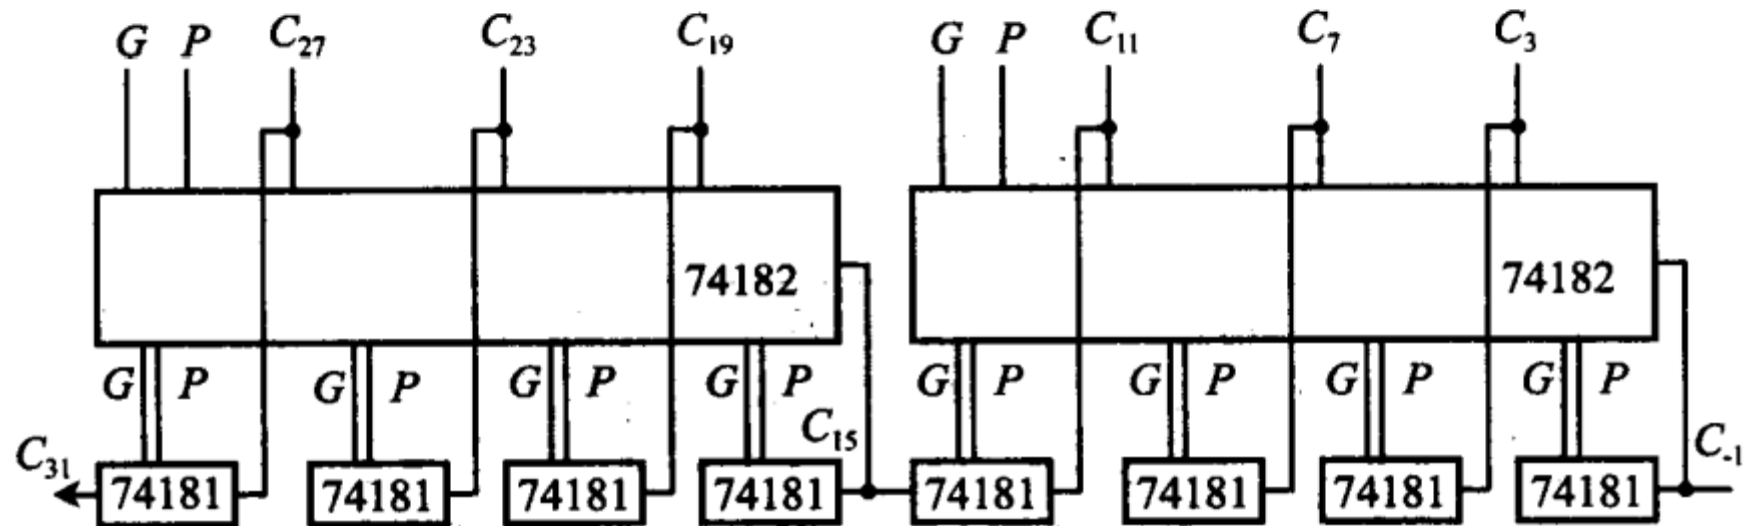 G P C₂₇ C₂₃ C₁₉ G P C₁₁ C₇ C₃
74182 74182
G P G P G P G P G P G P G P G P
C₃₁ C₁₅ C₋₁
74181 74181 74181 74181 74181 74181 74181 74181